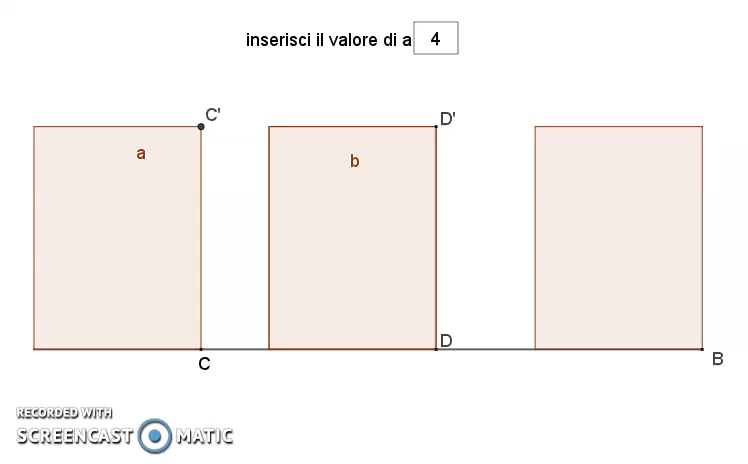 inserisci il valore di a 4
C'
D'
a
b
D
C
B
RECORDED WITH
SCREENCAST MATIC